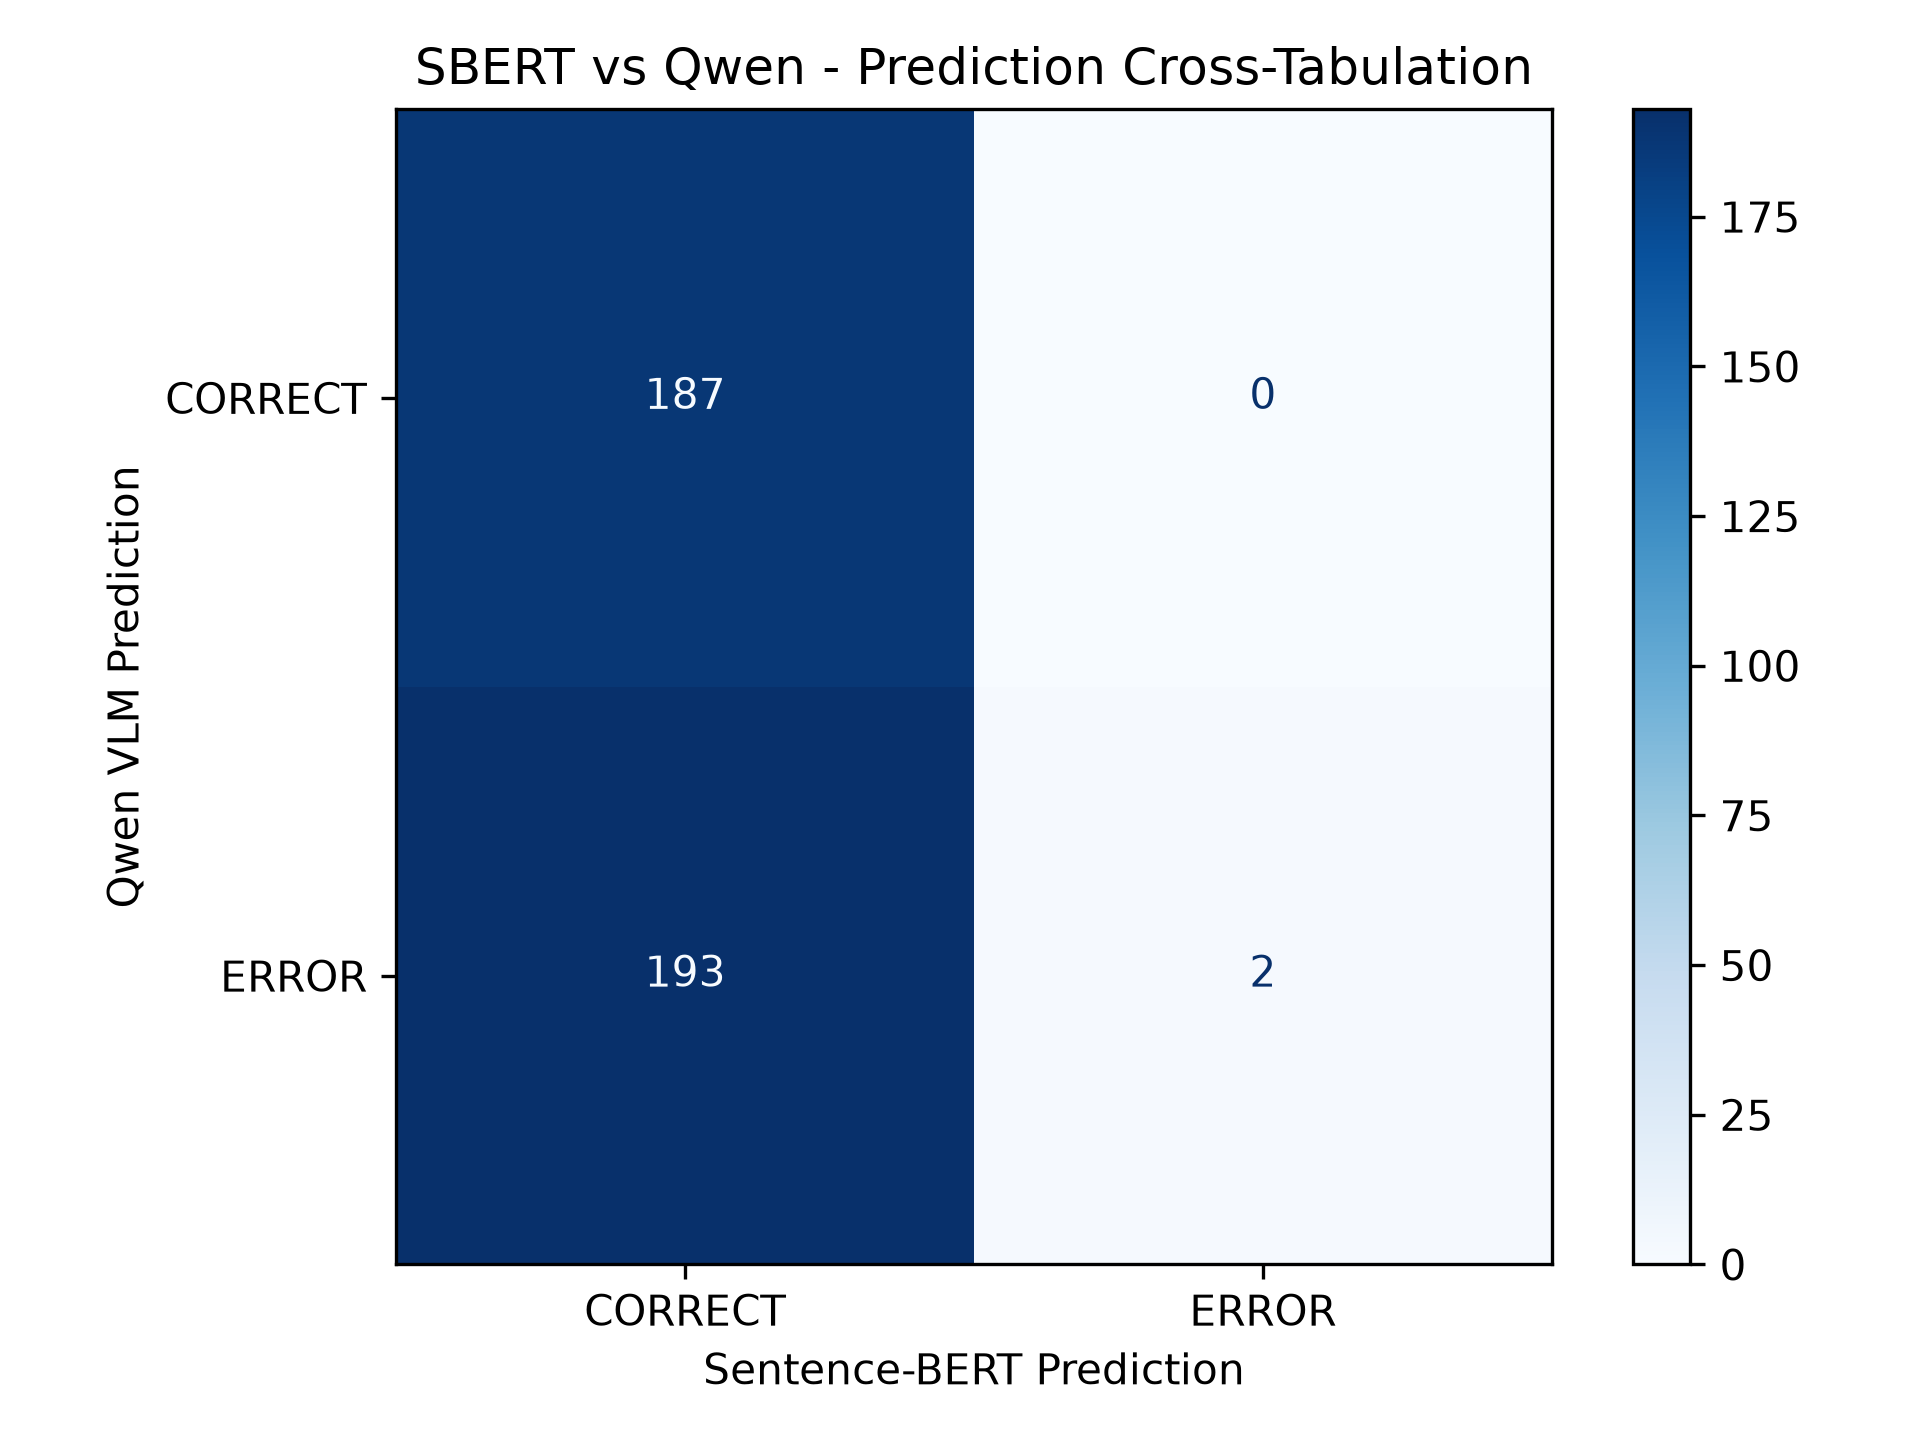 SBERT vs Qwen - Prediction Cross-Tabulation
Qwen VLM Prediction
CORRECT
187
0
ERROR
193
2
CORRECT
ERROR
Sentence-BERT Prediction
175
150
125
100
75
50
25
0